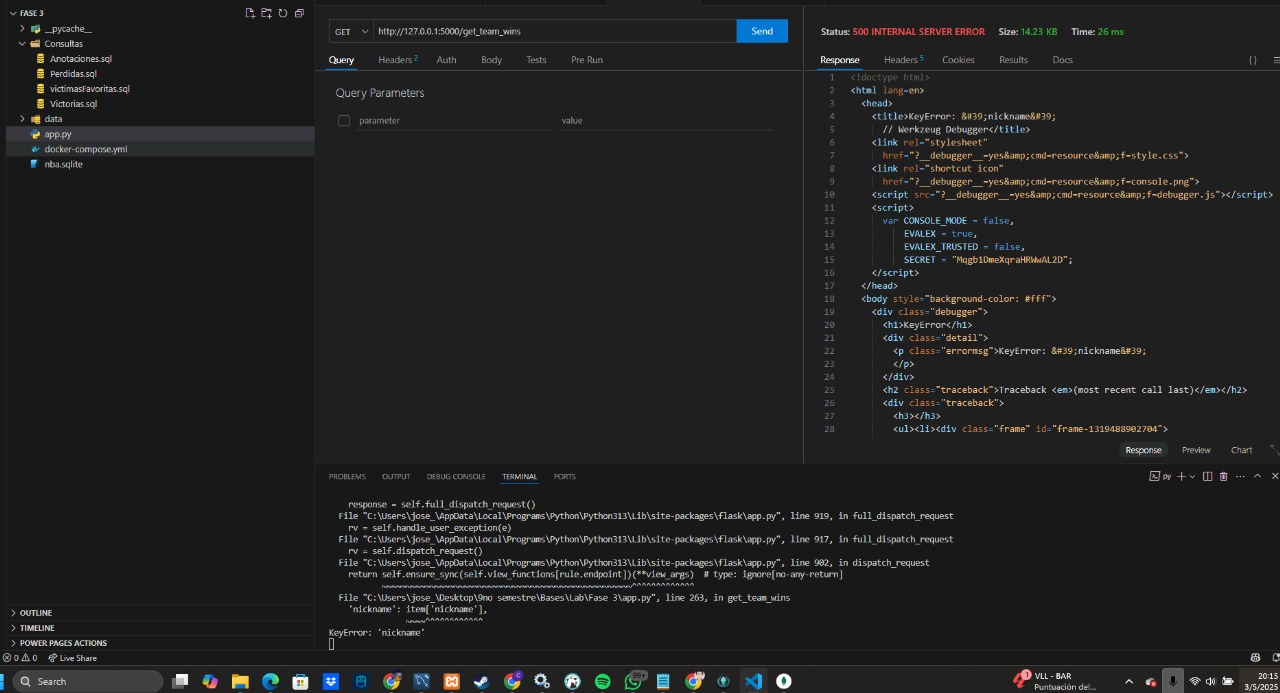 FASE 3
__pycache__
Consultas
Anotaciones.sql
Perdidas.sql
victimasFavoritas.sql
Victorias.sql
data
app.py
docker-compose.yml
nba.sqlite
OUTLINE
TIMELINE
POWER PAGES ACTIONS
GET http://127.0.0.1:5000/get_team_wins Send
Query Headers 2 Auth Body Tests Pre Run
Query Parameters
parameter value
Status: 500 INTERNAL SERVER ERROR Size: 14.23 KB Time: 26 ms
Response Headers 5 Cookies Results Docs { }
1 <!doctype html>
2 <html lang=en>
3 <head>
4 <title>KeyError: &#39;nickname&#39;
5 // Werkzeug Debugger</title>
6 <link rel="stylesheet"
7 href="?__debugger__=yes&amp;cmd=resource&amp;f=style.css">
8 <link rel="shortcut icon"
9 href="?__debugger__=yes&amp;cmd=resource&amp;f=console.png">
10 <script src="?__debugger__=yes&amp;cmd=resource&amp;f=debugger.js"></script>
11 <script>
12 var CONSOLE_MODE = false,
13 EVALEX = true,
14 EVALEX_TRUSTED = false,
15 SECRET = "Mqgb1DmeXqraHRWwAL2D";
16 </script>
17 </head>
18 <body style="background-color: #fff">
19 <div class="debugger">
20 <h1>KeyError</h1>
21 <div class="detail">
22 <p class="errormsg">KeyError: &#39;nickname&#39;
23 </p>
24 </div>
25 <h2 class="traceback">Traceback <em>(most recent call last)</em></h2>
26 <div class="traceback">
27 <h3></h3>
28 <ul><li><div class="frame" id="frame-1319488902704">
Response Preview Chart
PROBLEMS OUTPUT DEBUG CONSOLE TERMINAL PORTS
py
response = self.full_dispatch_request()
File "C:\Users\jose_\AppData\Local\Programs\Python\Python313\Lib\site-packages\flask\app.py", line 919, in full_dispatch_request
rv = self.handle_user_exception(e)
File "C:\Users\jose_\AppData\Local\Programs\Python\Python313\Lib\site-packages\flask\app.py", line 917, in full_dispatch_request
rv = self.dispatch_request()
File "C:\Users\jose_\AppData\Local\Programs\Python\Python313\Lib\site-packages\flask\app.py", line 902, in dispatch_request
return self.ensure_sync(self.view_functions[rule.endpoint])(**view_args)  # type: ignore[no-any-return]
~~~~~~~~~~~~~~~~~~~~~~~~~~~~~~~~~~~~~~~~~~~~~~~~^^^^^^^^^^^^^
File "C:\Users\jose_\Desktop\9no semestre\Bases\Lab\Fase 3\app.py", line 263, in get_team_wins
'nickname': item['nickname'],
~~~~^^^^^^^^^^^^
KeyError: 'nickname'
0 0 Live Share
Search
99+
1
VLL - BAR
Puntuación del...
20:15
3/5/2025